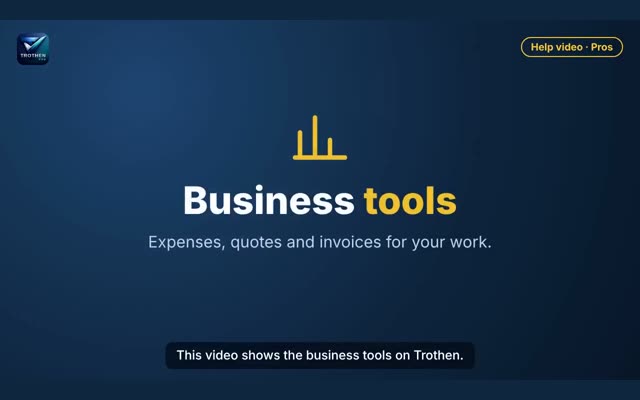 TROTHEN
Help video · Pros
Business tools
Expenses, quotes and invoices for your work.
This video shows the business tools on Trothen.